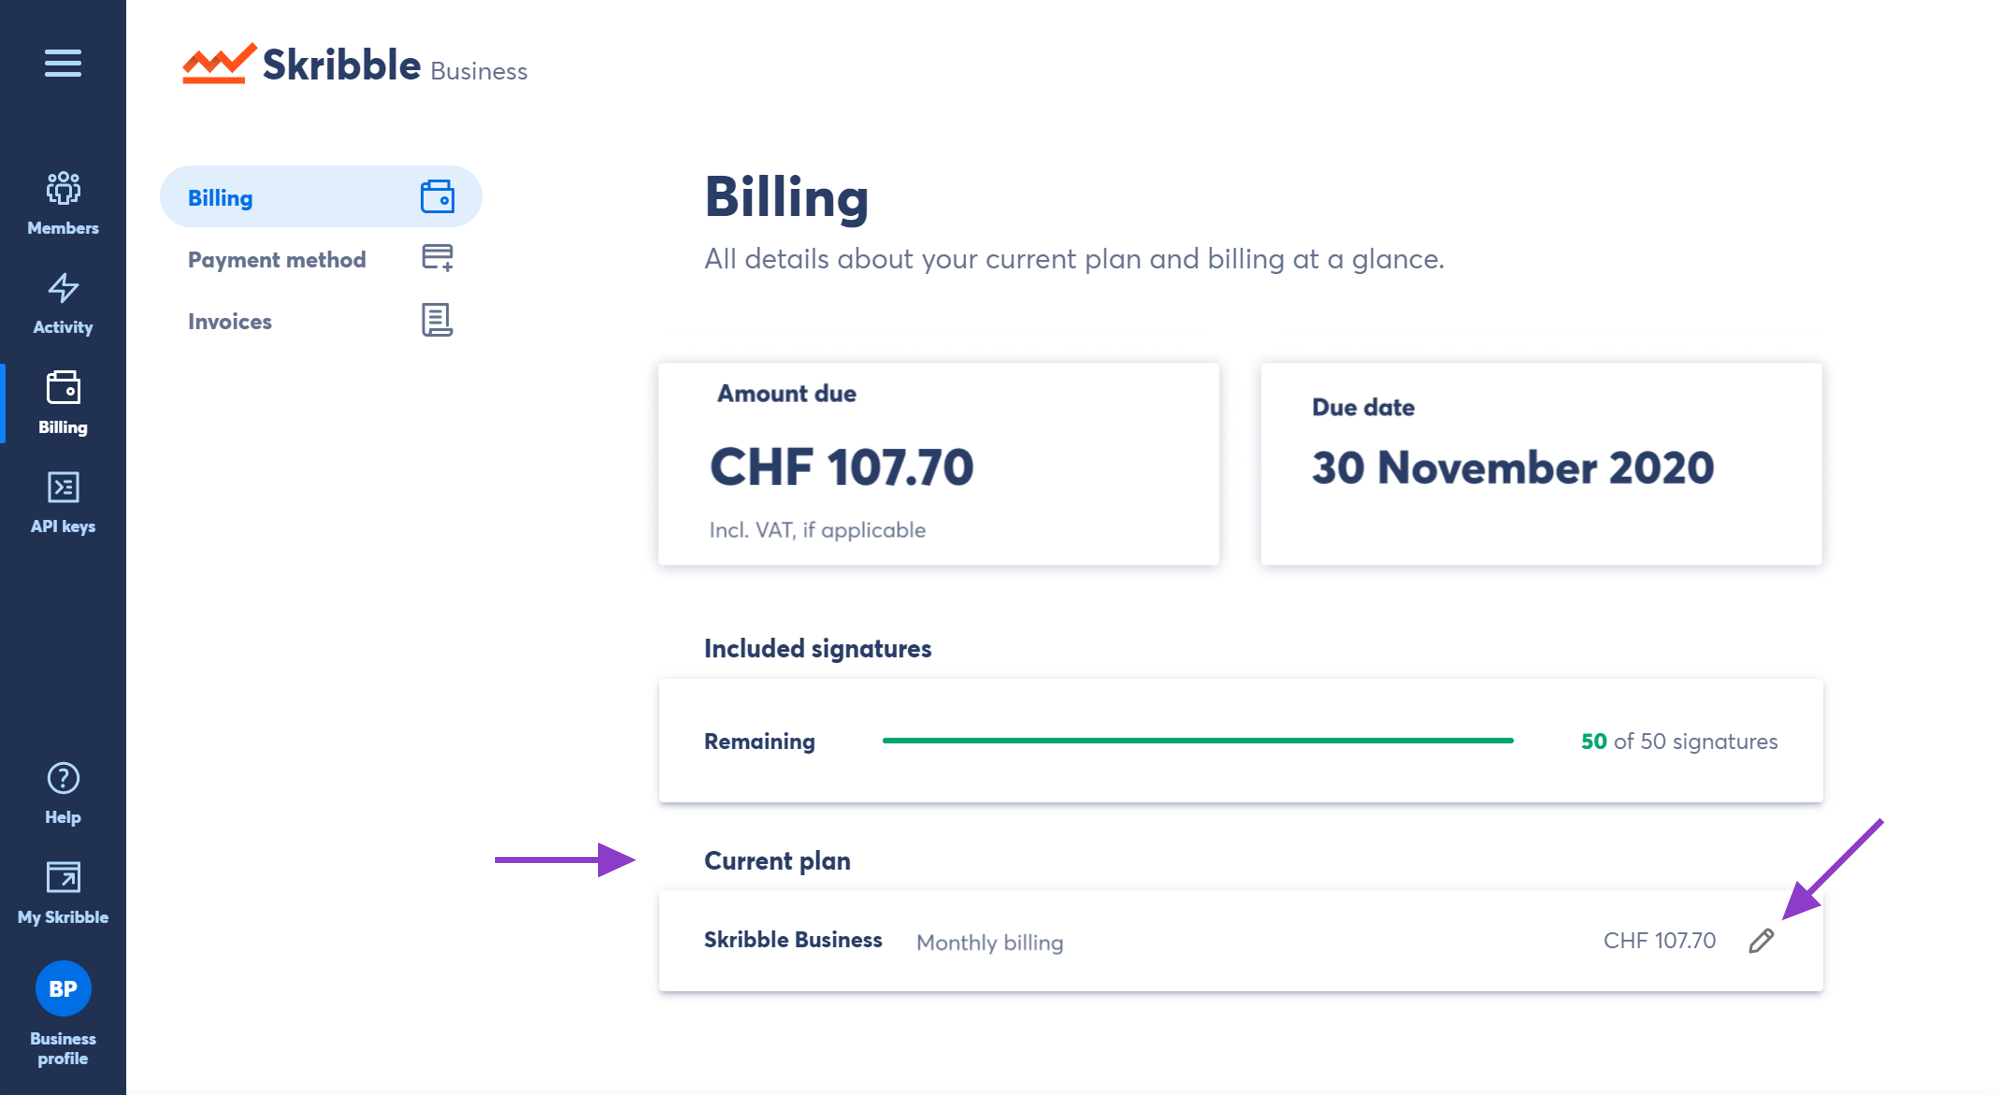 Skribble Business
Members
Activity
Billing
API keys
Help
My Skribble
BP
Business
profile
Billing
Payment method
Invoices
Billing
All details about your current plan and billing at a glance.
Amount due
CHF 107.70
Incl. VAT, if applicable
Due date
30 November 2020
Included signatures
Remaining 50 of 50 signatures
Current plan
Skribble Business Monthly billing CHF 107.70